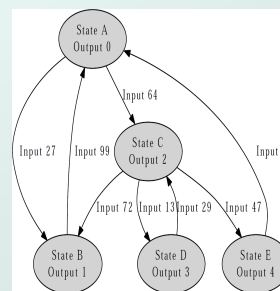 State A
Output 0
Input 64
State C
Output 2
Input 27
Input 99
Input
Input 72
Input 13
Input 29
Input 47
State B
Output 1
State D
Output 3
State E
Output 4